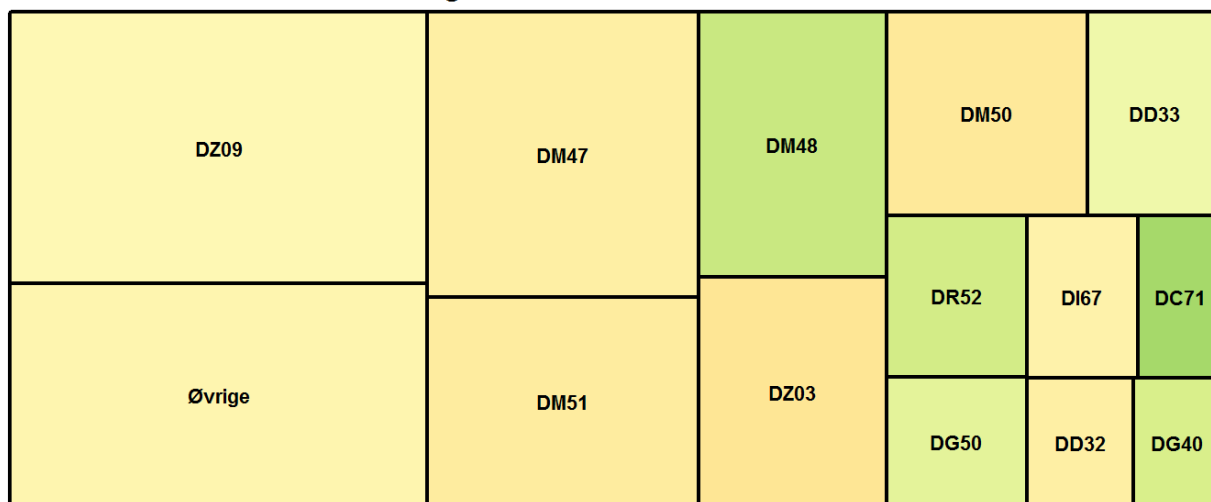 DZ09
DM47
DM48
DM50
DD33
DR52
DI67
DC71
Øvrige
DM51
DZ03
DG50
DD32
DG40